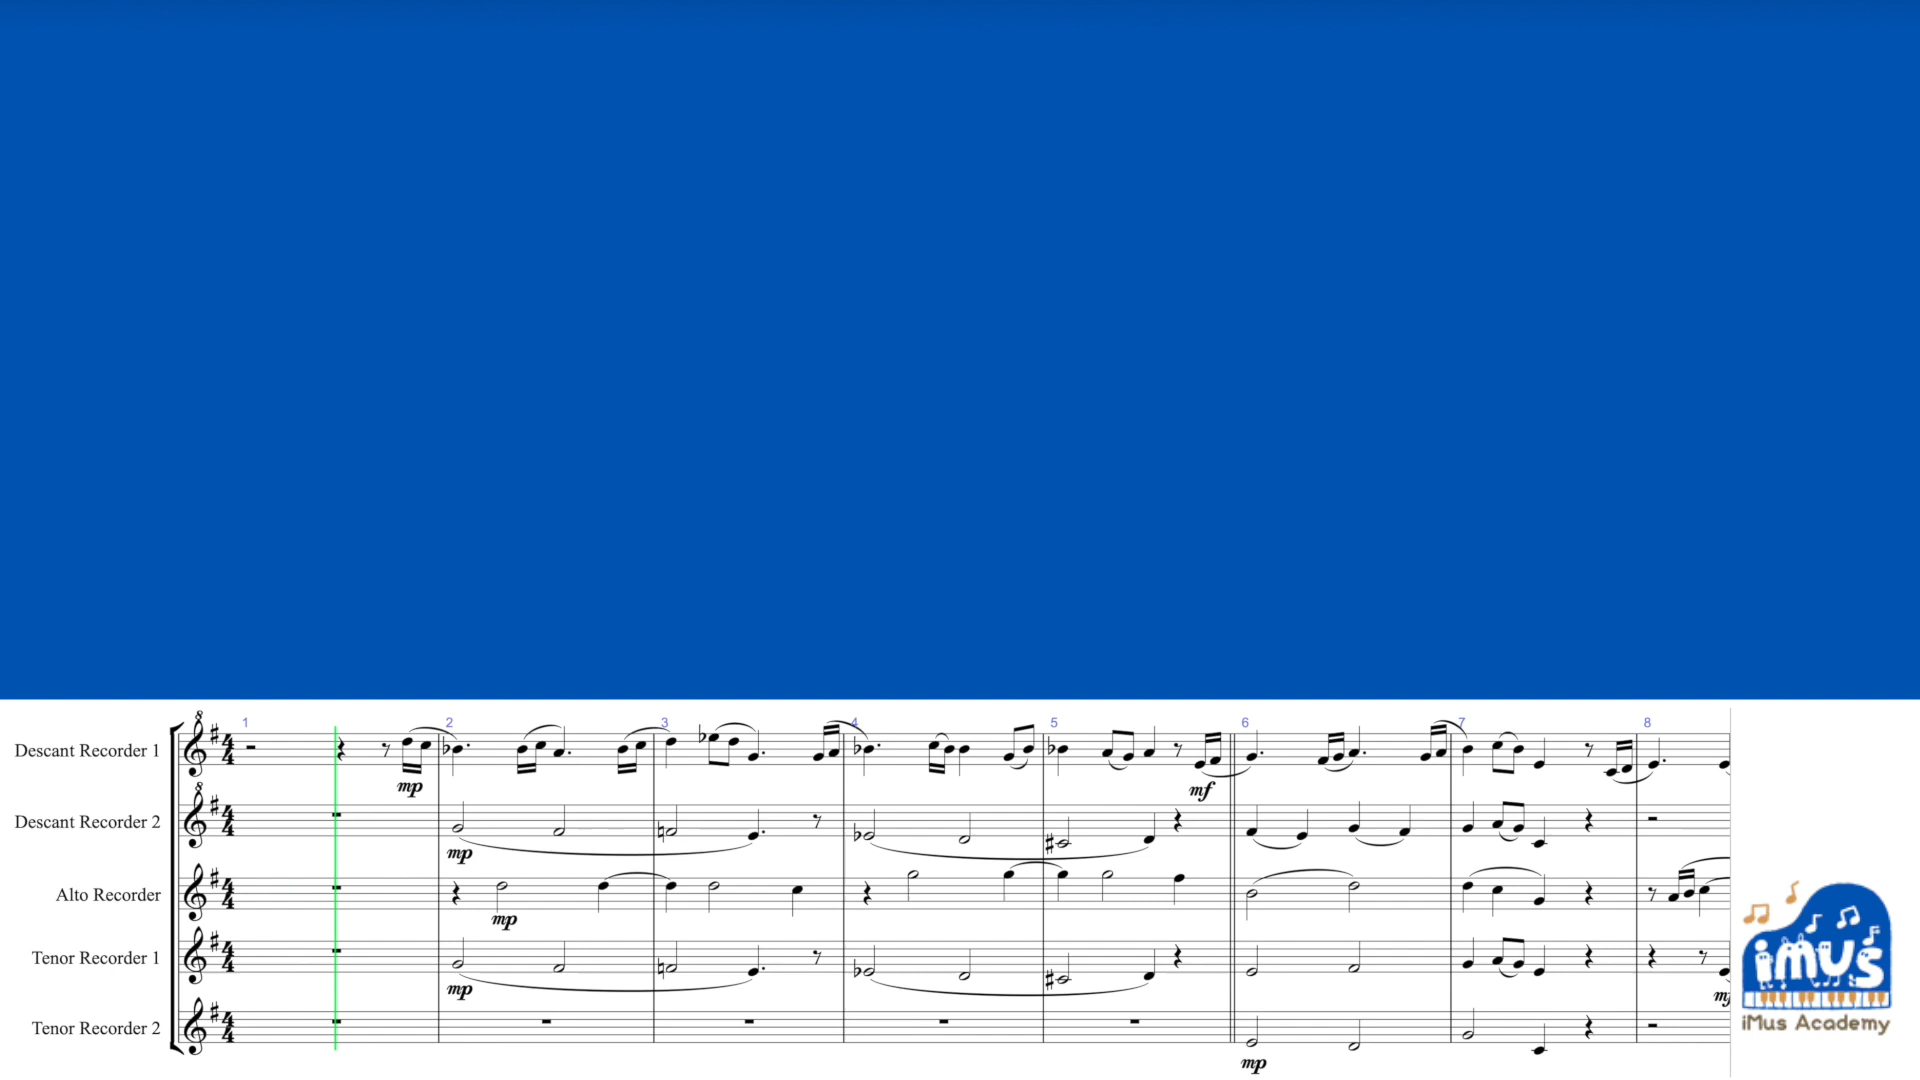 1 2 3 4 5 6 7 8
Descant Recorder 1
mp
mf
Descant Recorder 2
mp
Alto Recorder
mp
Tenor Recorder 1
mp
mf
Tenor Recorder 2
mp
iMus
iMus Academy